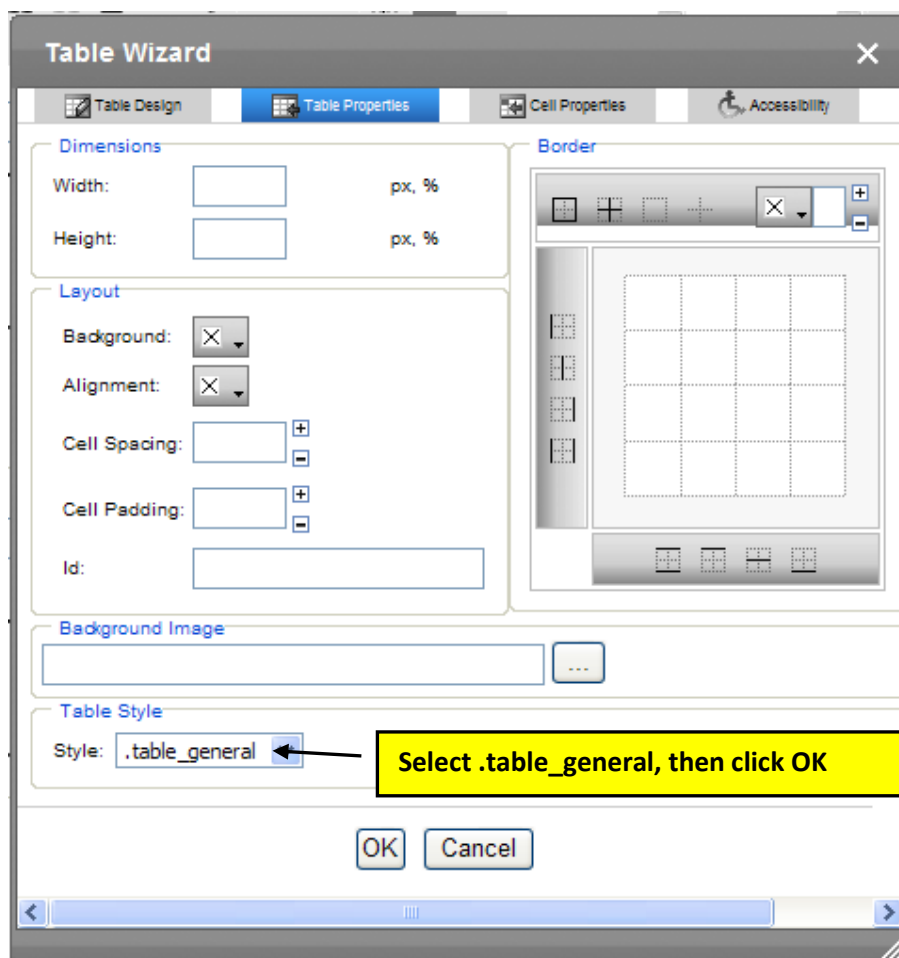 Table Wizard
Table Design Table Properties Cell Properties Accessibility
Dimensions
Width: px, %
Height: px, %
Border
Layout
Background:
Alignment:
Cell Spacing:
Cell Padding:
Id:
Background Image
...
Table Style
Style: .table_general
Select .table_general, then click OK
OK Cancel